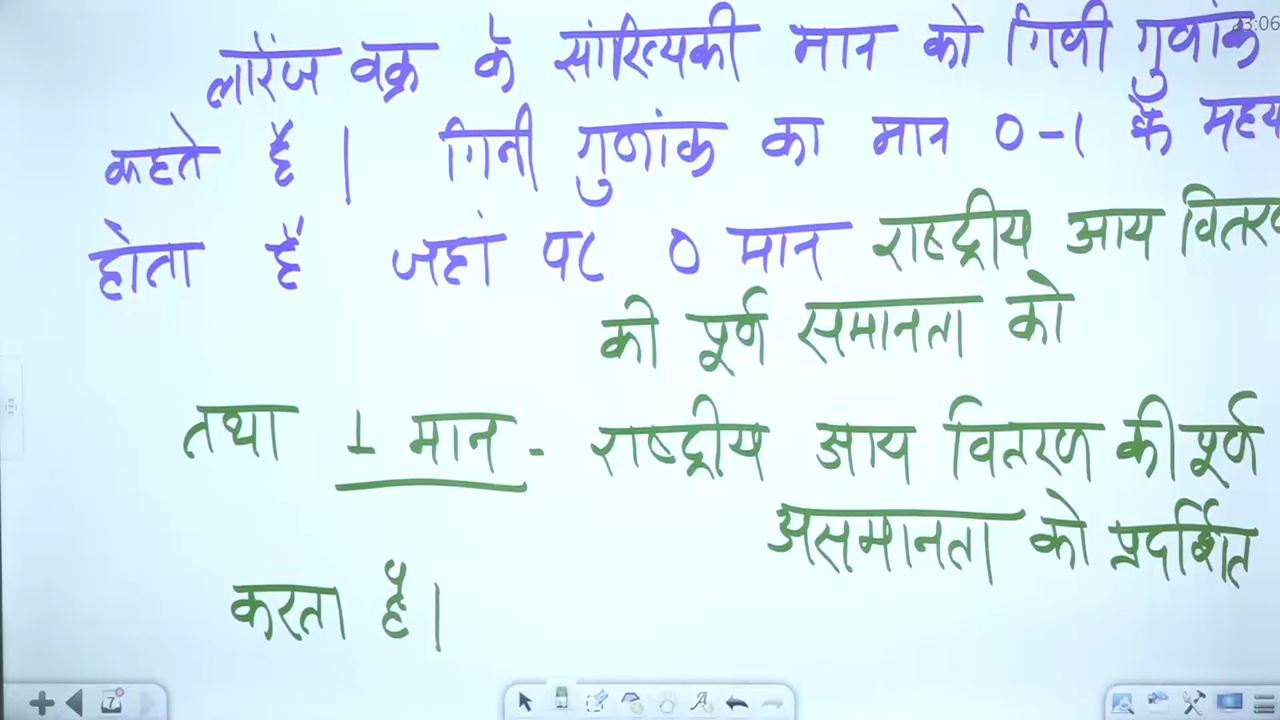 लॉरेंज वक्र के सांख्यिकी मान को गिनी गुणांक
कहते है | गिनी गुणांक का मान 0-1 के मध्य
होता है जहां पर 0 मान राष्ट्रीय आय वितरण
की पूर्ण समानता को
तथा 1 मान - राष्ट्रीय आय वितरण की पूर्ण
असमानता को प्रदर्शित
करता है |
7